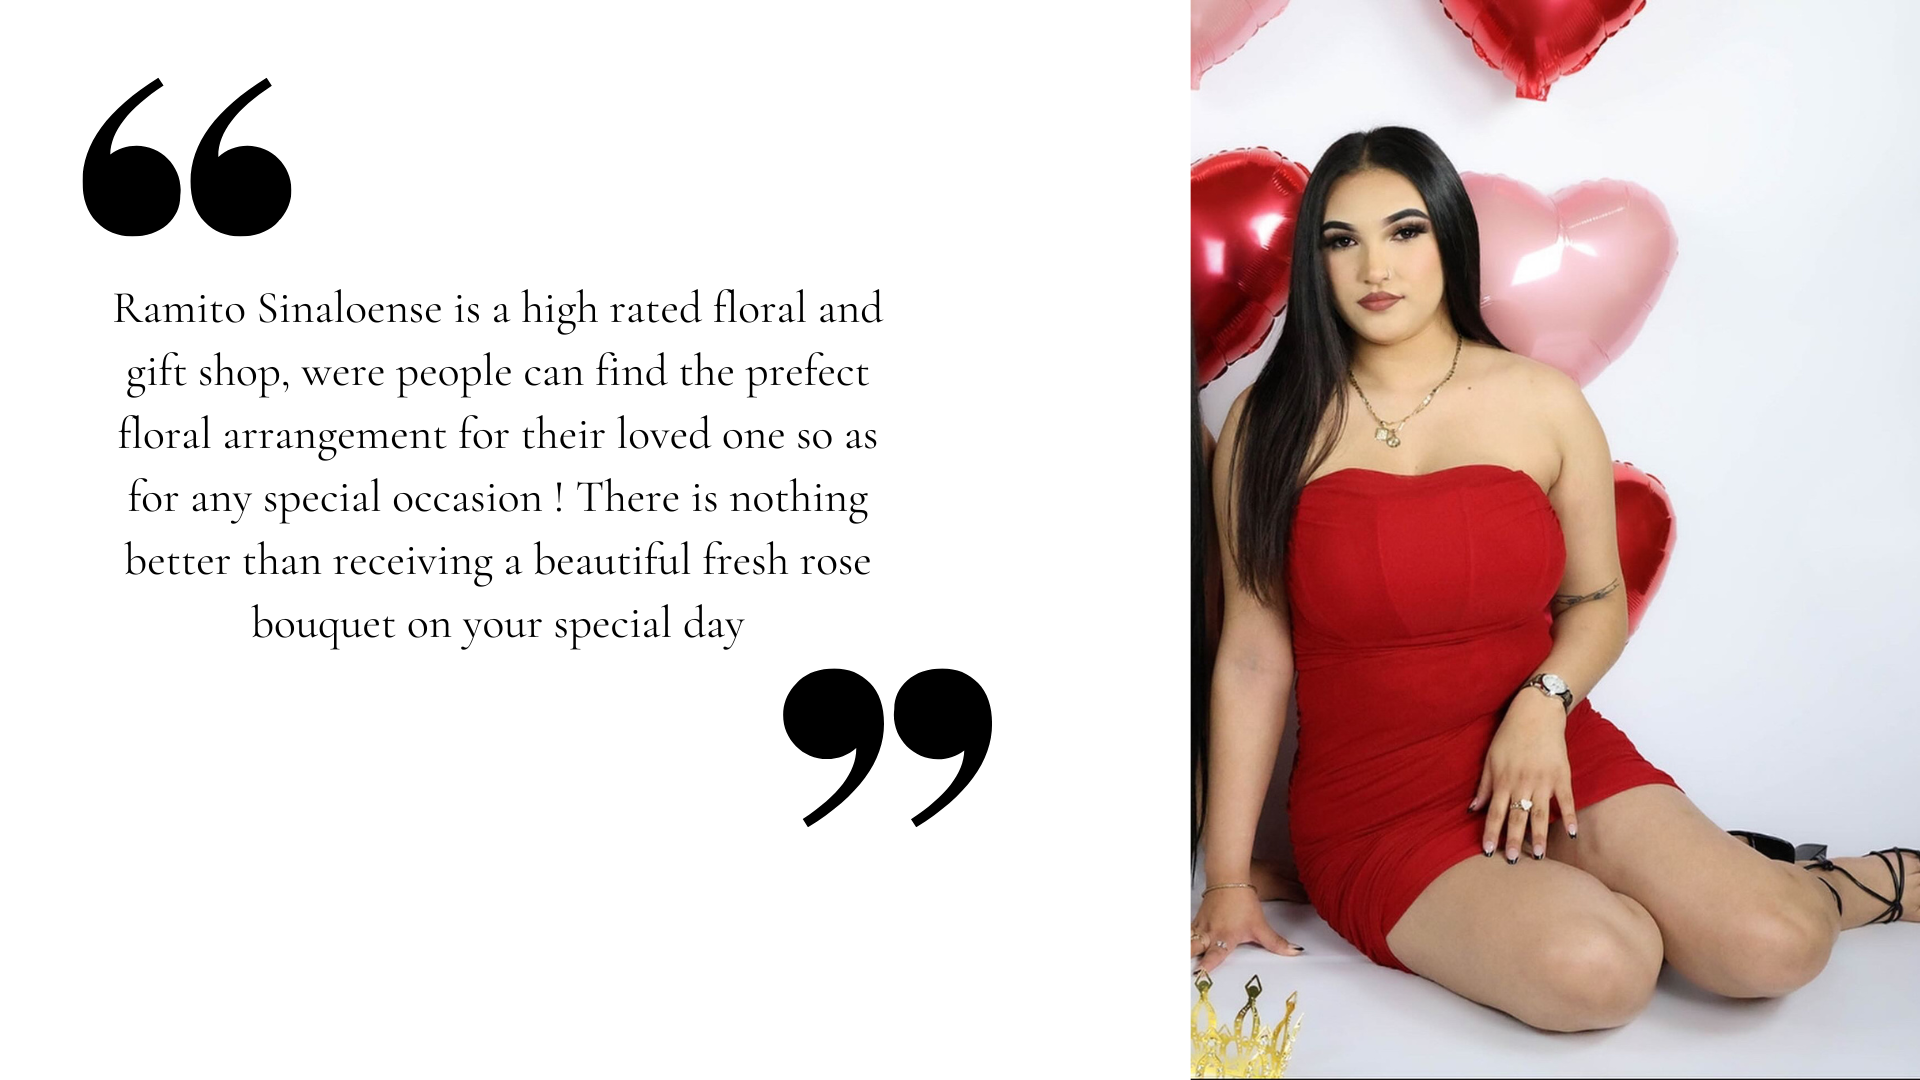 Ramito Sinaloense is a high rated floral and
gift shop, were people can find the prefect
floral arrangement for their loved one so as
for any special occasion ! There is nothing
better than receiving a beautiful fresh rose
bouquet on your special day